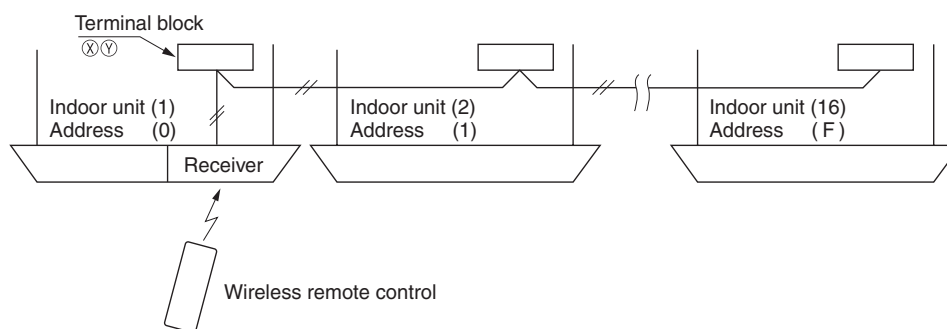 Terminal block
ⓍⓎ
Indoor unit (1)
Address (0)
Indoor unit (2)
Address (1)
Indoor unit (16)
Address (F)
Receiver
Wireless remote control